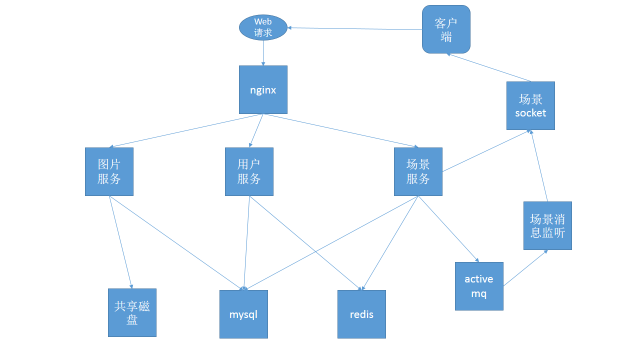 Web
请求
客户
端
nginx
场景
socket
图片
服务
用户
服务
场景
服务
场景消
息监听
active
mq
共享磁
盘
mysql
redis